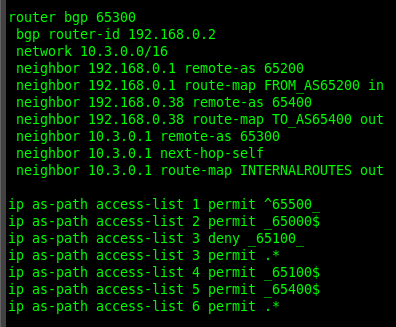 router bgp 65300
 bgp router-id 192.168.0.2
 network 10.3.0.0/16
 neighbor 192.168.0.1 remote-as 65200
 neighbor 192.168.0.1 route-map FROM_AS65200 in
 neighbor 192.168.0.38 remote-as 65400
 neighbor 192.168.0.38 route-map TO_AS65400 out
 neighbor 10.3.0.1 remote-as 65300
 neighbor 10.3.0.1 next-hop-self
 neighbor 10.3.0.1 route-map INTERNALROUTES out

ip as-path access-list 1 permit ^65500_
ip as-path access-list 2 permit _65000$
ip as-path access-list 3 deny _65100_
ip as-path access-list 3 permit .*
ip as-path access-list 4 permit _65100$
ip as-path access-list 5 permit _65400$
ip as-path access-list 6 permit .*